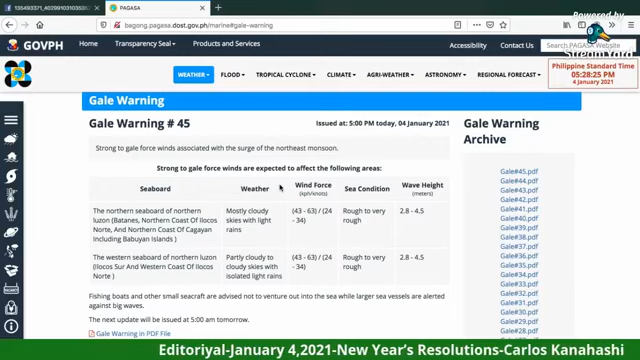 f 135493371_402991031035
PAGASA
Powered by
bagong.pagasa.dost.gov.ph/marine#gale-warning
StreamYard
GOVPH
Home
Transparency Seal
Products and Services
Accessibility
Contact Us
Search PAGASA Website
WEATHER
FLOOD
TROPICAL CYCLONE
CLIMATE
AGRI-WEATHER
ASTRONOMY
REGIONAL FORECAST
Philippine Standard Time
05:28:25 PM
4 January 2021
Gale Warning
Gale Warning # 45
Issued at: 5:00 PM today, 04 January 2021
Strong to gale force winds associated with the surge of the northeast monsoon.
Strong to gale force winds are expected to affect the following areas:
Seaboard
Weather
Wind Force
(kph/knots)
Sea Condition
Wave Height
(meters)
The northern seaboard of northern
luzon (Batanes, Northern Coast Of Ilocos
Norte, And Northern Coast Of Cagayan
Including Babuyan Islands )
Mostly cloudy
skies with light
rains
(43 - 63) / (24
- 34)
Rough to very
rough
2.8 - 4.5
The western seaboard of northern luzon
(Ilocos Sur And Western Coast Of Ilocos
Norte )
Partly cloudy to
cloudy skies with
isolated light rains
(43 - 63) / (24
- 34)
Rough to very
rough
2.8 - 4.5
Fishing boats and other small seacraft are advised not to venture out into the sea while larger sea vessels are alerted
against big waves.
The next update will be issued at 5:00 am tomorrow.
Gale Warning in PDF File
Gale Warning
Archive
Gale#45.pdf
Gale#44.pdf
Gale#43.pdf
Gale#42.pdf
Gale#41.pdf
Gale#40.pdf
Gale#39.pdf
Gale#38.pdf
Gale#37.pdf
Gale#36.pdf
Gale#35.pdf
Gale#34.pdf
Gale#33.pdf
Gale#32.pdf
Gale#31.pdf
Gale#30.pdf
Gale#29.pdf
Gale#28.pdf
Editoriyal-January 4,2021-New Year's Resolutions-Carlos Kanahashi